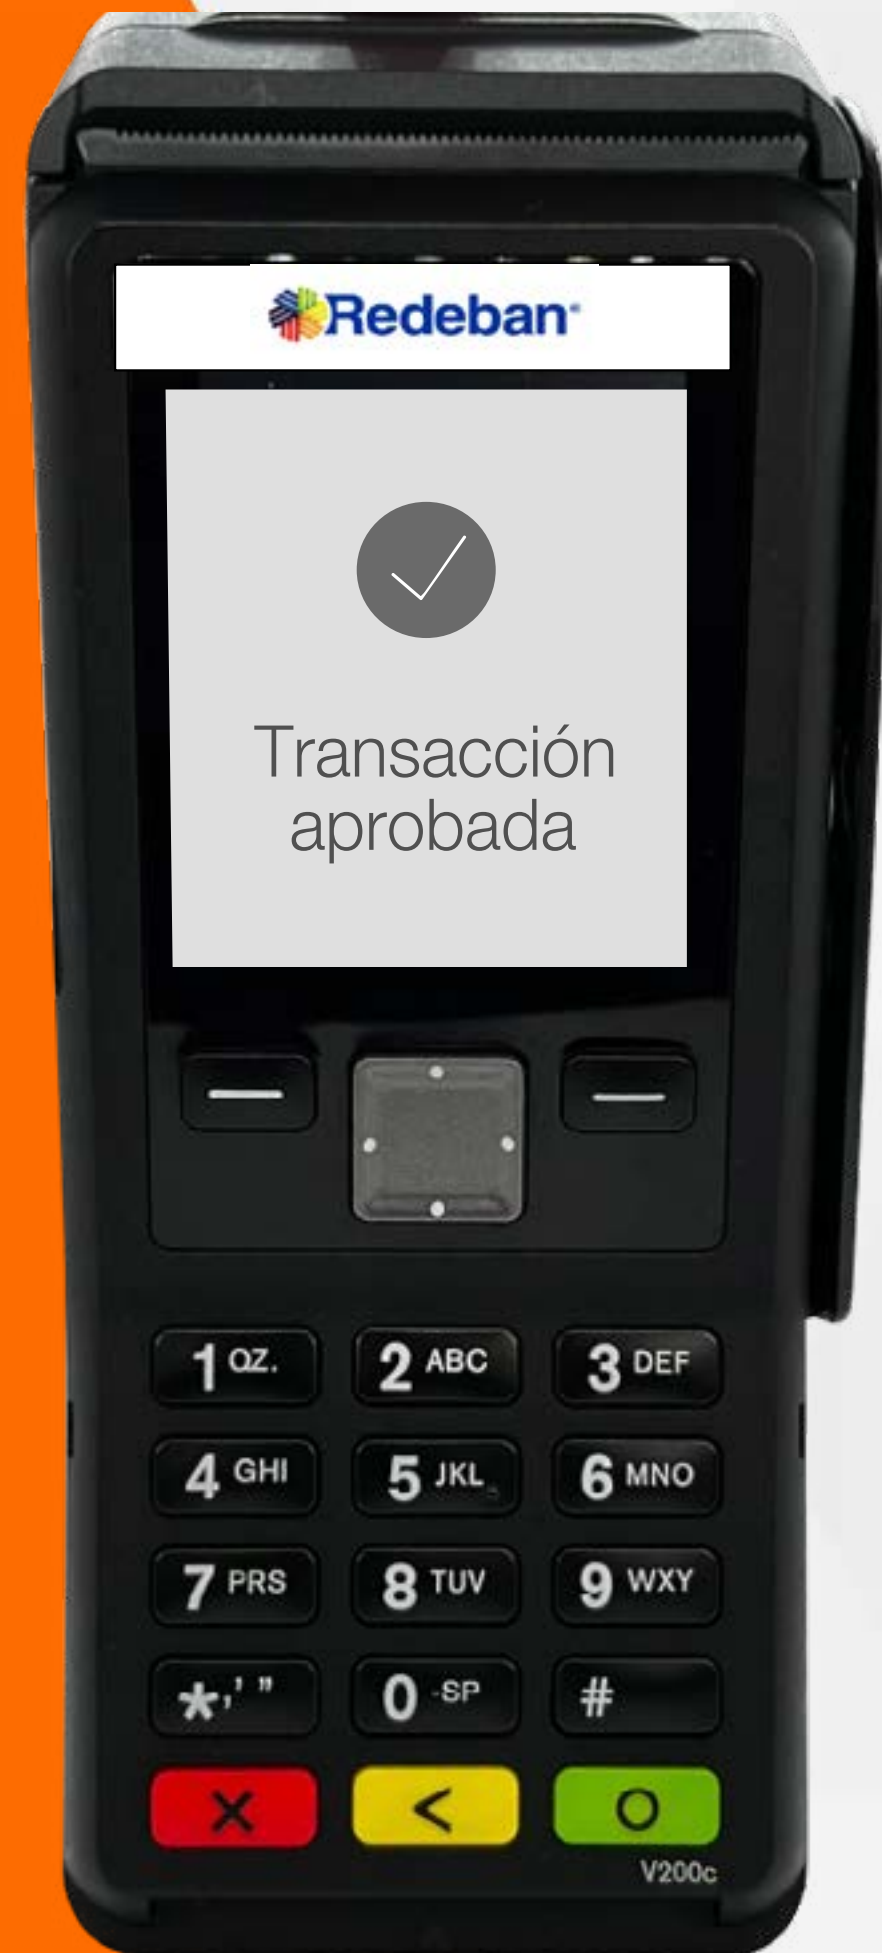 Redeban
Transacción
aprobada
1 QZ.
2 ABC
3 DEF
4 GHI
5 JKL
6 MNO
7 PRS
8 TUV
9 WXY
*,' "
0 -SP
#
X
<
O
V200c